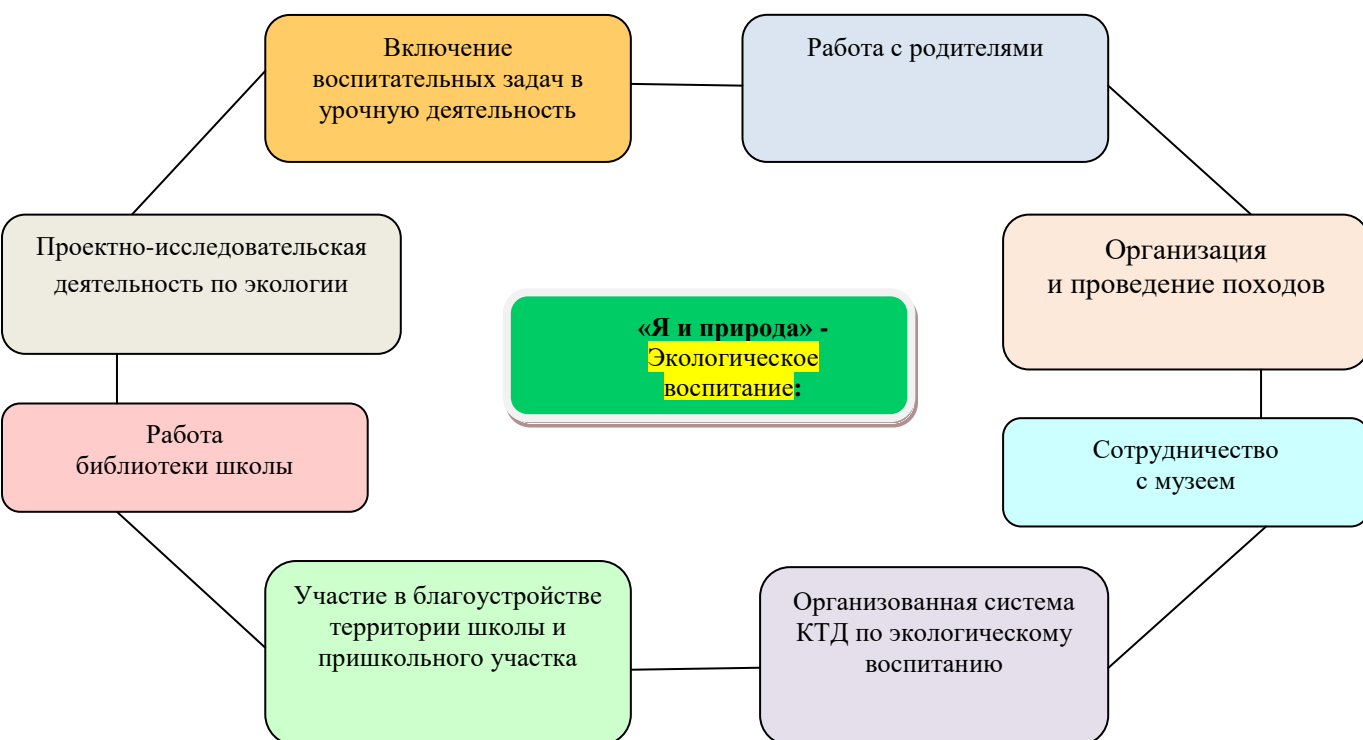 Включение
воспитательных задач в
урочную деятельность
Работа с родителями
Проектно-исследовательская
деятельность по экологии
Организация
и проведение походов
«Я и природа» -
Экологическое
воспитание:
Работа
библиотеки школы
Сотрудничество
с музеем
Участие в благоустройстве
территории школы и
пришкольного участка
Организованная система
КТД по экологическому
воспитанию